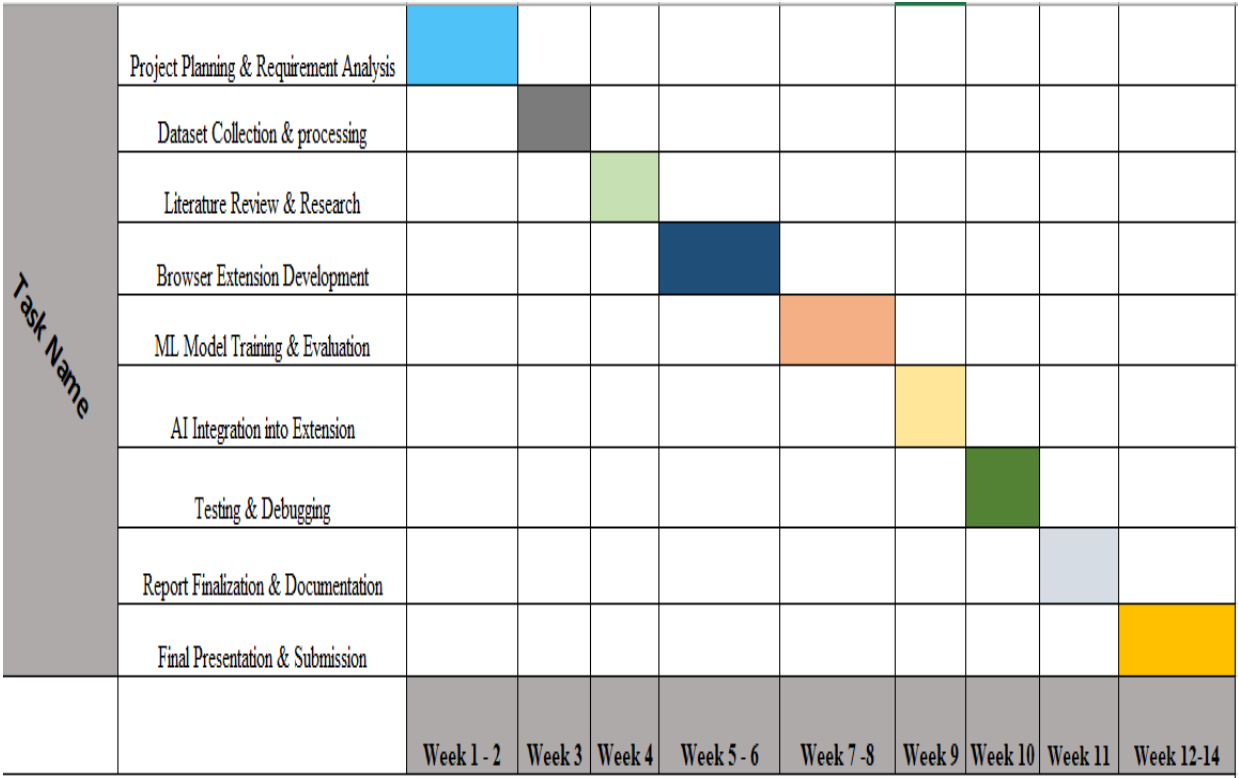 Task Name
Project Planning & Requirement Analysis
Dataset Collection & processing
Literature Review & Research
Browser Extension Development
ML Model Training & Evaluation
AI Integration into Extension
Testing & Debugging
Report Finalization & Documentation
Final Presentation & Submission
Week 1 - 2 Week 3 Week 4 Week 5 - 6 Week 7 -8 Week 9 Week 10 Week 11 Week 12-14